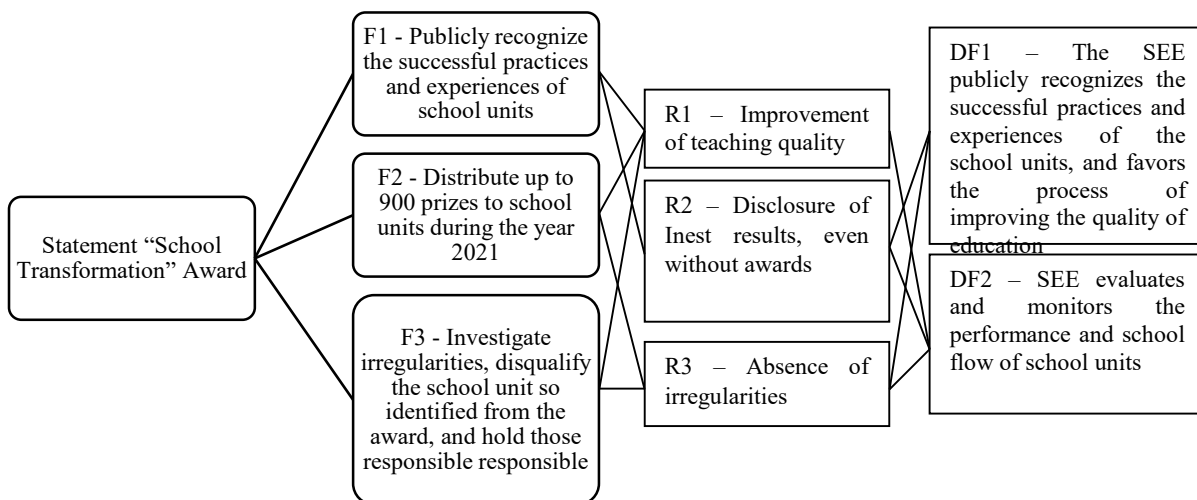 Statement “School
Transformation” Award
F1 - Publicly recognize
the successful practices
and experiences of
school units
F2 - Distribute up to
900 prizes to school
units during the year
2021
F3 - Investigate
irregularities, disqualify
the school unit so
identified from the
award, and hold those
responsible responsible
R1 – Improvement
of teaching quality
R2 – Disclosure of
Inest results, even
without awards
R3 – Absence of
irregularities
DF1 – The SEE
publicly recognizes the
successful practices and
experiences of the
school units, and favors
the process of
improving the quality of
education
DF2 – SEE evaluates
and monitors the
performance and school
flow of school units